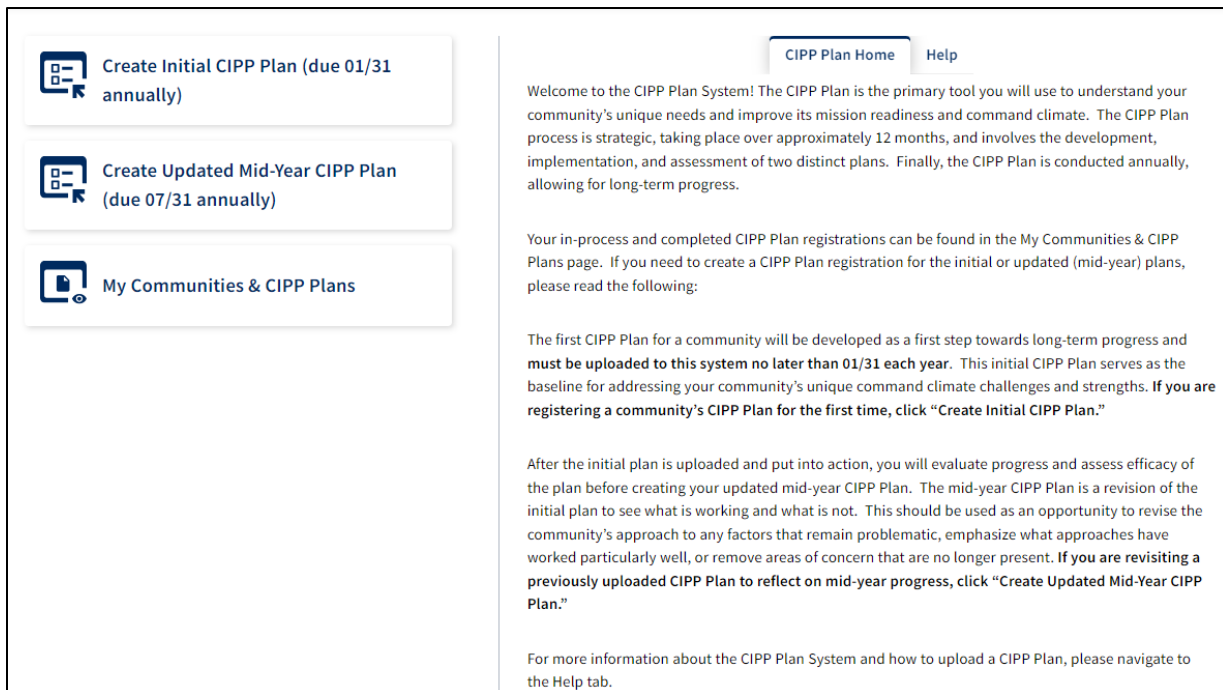 Create Initial CIPP Plan (due 01/31
annually)
Create Updated Mid-Year CIPP Plan
(due 07/31 annually)
My Communities & CIPP Plans
CIPP Plan Home
Help
Welcome to the CIPP Plan System! The CIPP Plan is the primary tool you will use to understand your
community's unique needs and improve its mission readiness and command climate. The CIPP Plan
process is strategic, taking place over approximately 12 months, and involves the development,
implementation, and assessment of two distinct plans. Finally, the CIPP Plan is conducted annually,
allowing for long-term progress.
Your in-process and completed CIPP Plan registrations can be found in the My Communities & CIPP
Plans page. If you need to create a CIPP Plan registration for the initial or updated (mid-year) plans,
please read the following:
The first CIPP Plan for a community will be developed as a first step towards long-term progress and
must be uploaded to this system no later than 01/31 each year. This initial CIPP Plan serves as the
baseline for addressing your community's unique command climate challenges and strengths. If you are
registering a community's CIPP Plan for the first time, click “Create Initial CIPP Plan.”
After the initial plan is uploaded and put into action, you will evaluate progress and assess efficacy of
the plan before creating your updated mid-year CIPP Plan. The mid-year CIPP Plan is a revision of the
initial plan to see what is working and what is not. This should be used as an opportunity to revise the
community's approach to any factors that remain problematic, emphasize what approaches have
worked particularly well, or remove areas of concern that are no longer present. If you are revisiting a
previously uploaded CIPP Plan to reflect on mid-year progress, click “Create Updated Mid-Year CIPP
Plan.”
For more information about the CIPP Plan System and how to upload a CIPP Plan, please navigate to
the Help tab.